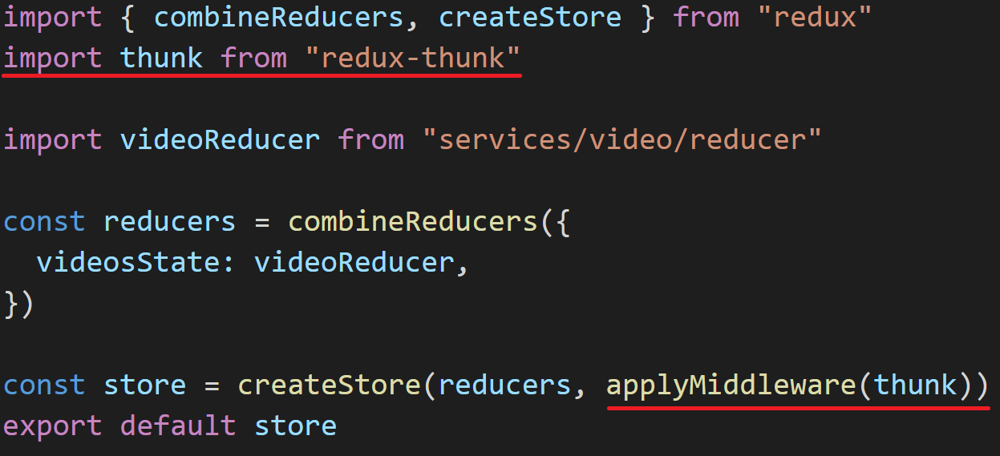 import { combineReducers, createStore } from "redux"
import thunk from "redux-thunk"
import videoReducer from "services/video/reducer"
const reducers = combineReducers({
  videosState: videoReducer,
})
const store = createStore(reducers, applyMiddleware(thunk))
export default store